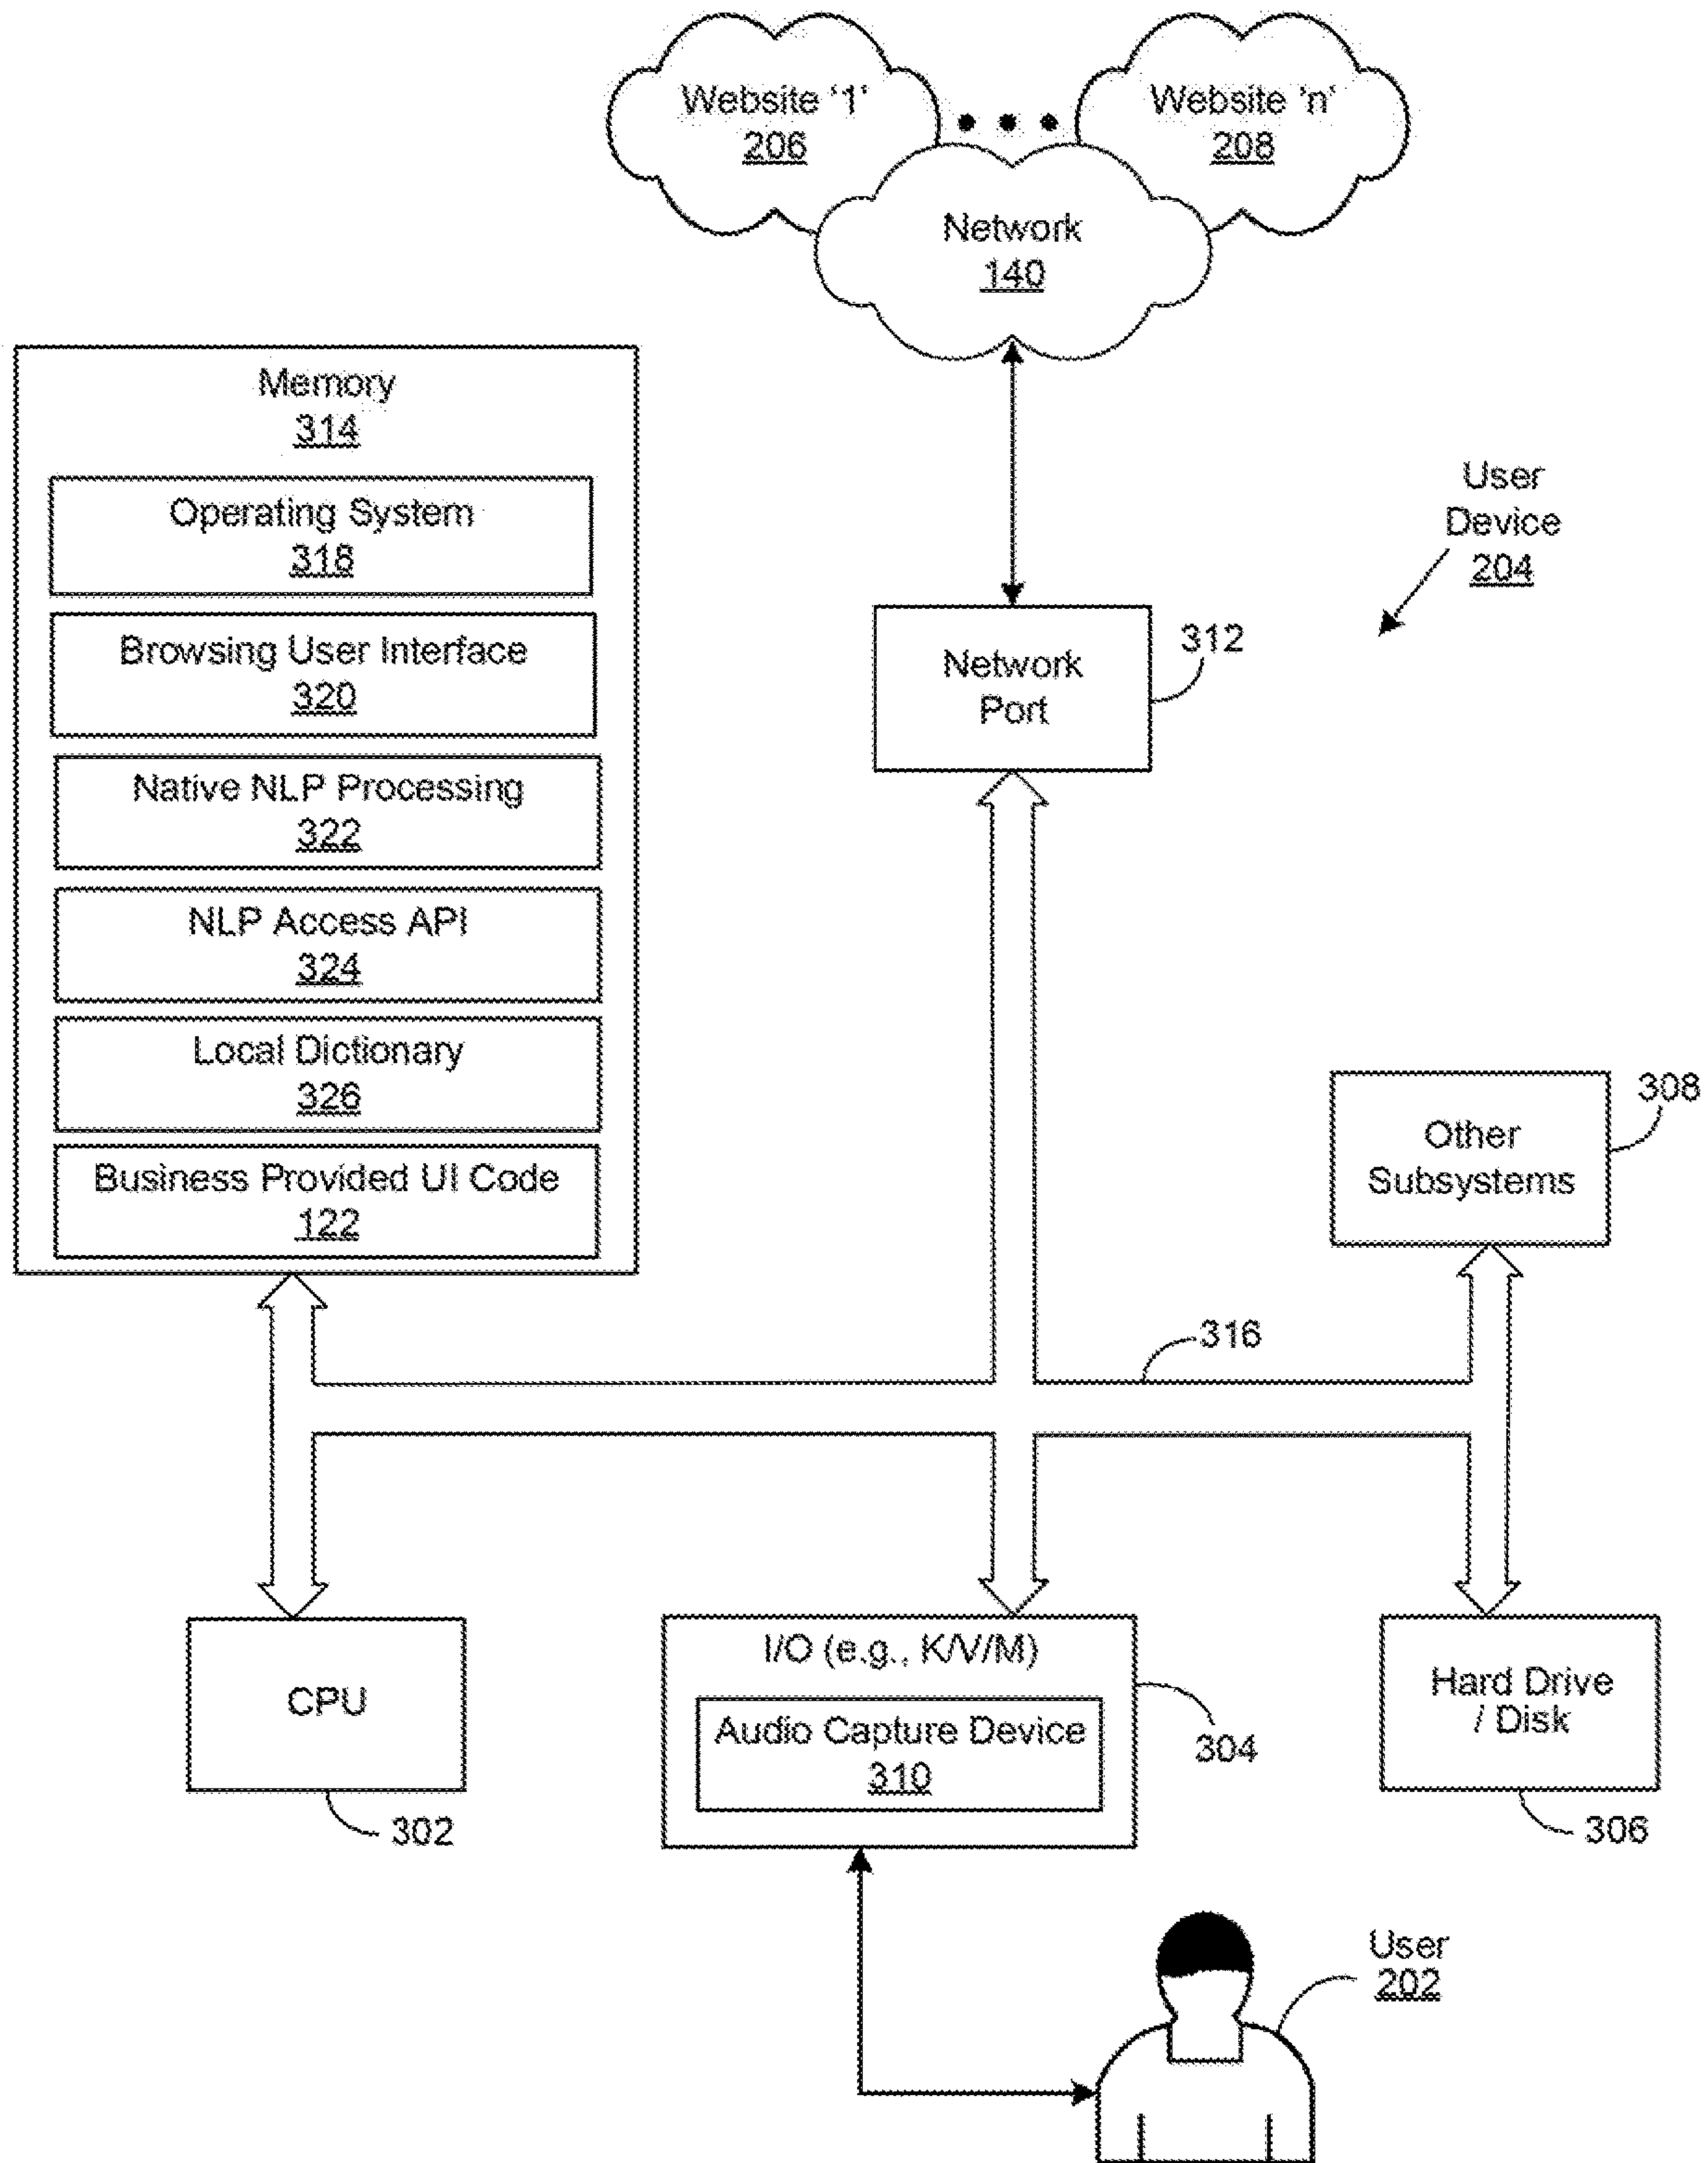 Website '1'
206
Website 'n'
208
Network
140
Memory
314
Operating System
318
Browsing User Interface
320
Native NLP Processing
322
NLP Access API
324
Local Dictionary
326
Business Provided UI Code
122
User
Device
204
Network
Port
312
Other
Subsystems
308
316
CPU
302
I/O (e.g., K/V/M)
Audio Capture Device
310
304
Hard Drive
/ Disk
306
User
202